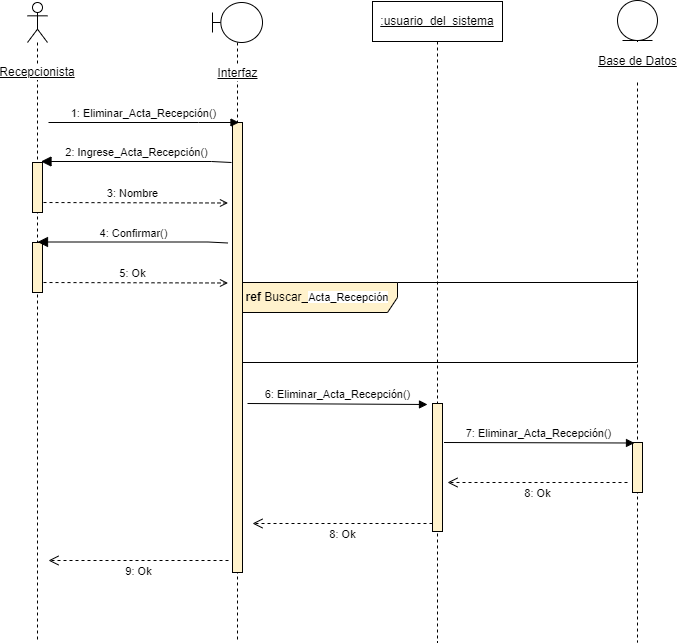 :usuario_del_sistema
Base de Datos
Recepcionista
Interfaz
1: Eliminar_Acta_Recepción()
2: Ingrese_Acta_Recepción()
3: Nombre
4: Confirmar()
5: Ok
ref Buscar_Acta_Recepción
6: Eliminar_Acta_Recepción()
7: Eliminar_Acta_Recepción()
8: Ok
8: Ok
9: Ok